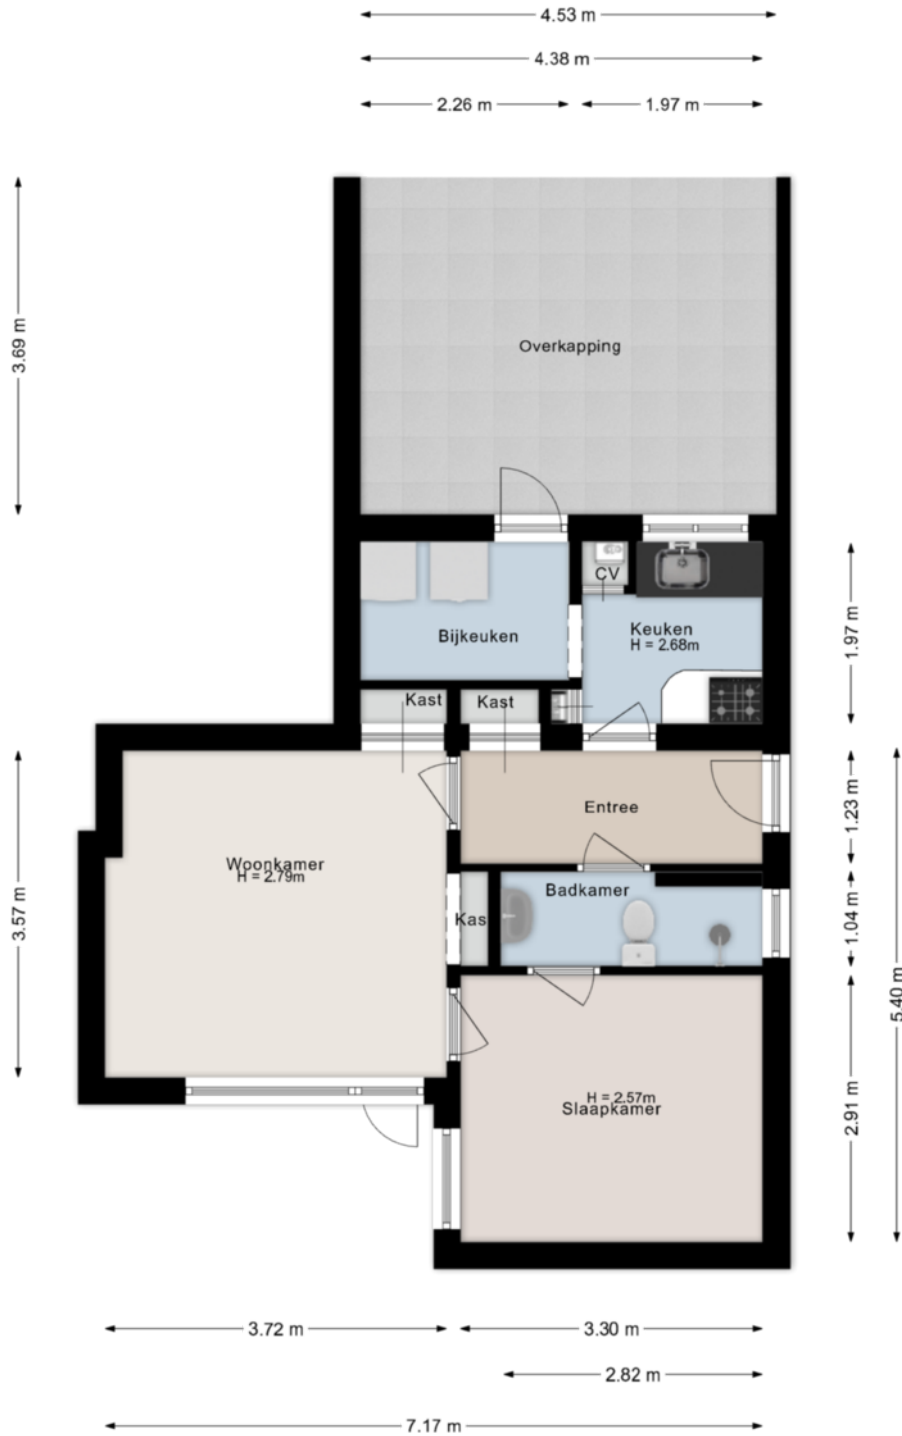 4.53 m
4.38 m
2.26 m
1.97 m
3.69 m
Overkapping
CV
Bijkeuken
Keuken
H = 2.68m
1.97 m
Kast
Kast
Entree
1.23 m
Woonkamer
H = 2.79m
Badkamer
Kas
1.04 m
3.57 m
5.40 m
H = 2.57m
Slaapkamer
2.91 m
3.72 m
3.30 m
2.82 m
7.17 m